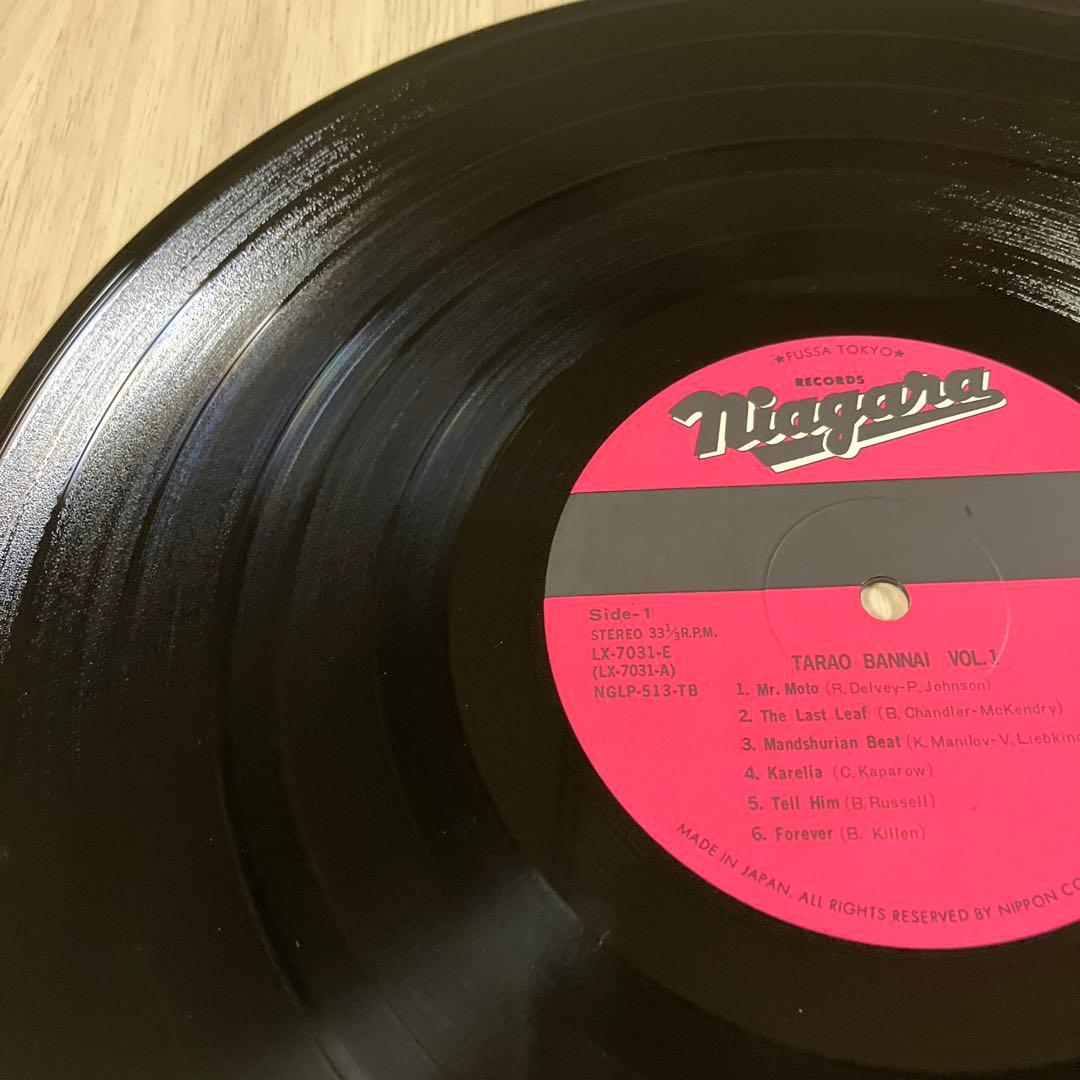 ★FUSSA TOKYO★
RECORDS
Niagara
Side-1
STEREO 33⅓R.P.M.
LX-7031-E
(LX-7031-A)
NGLP-513-TB
TARAO BANNAI VOL.1
1. Mr. Moto (R. Delvey-P. Johnson)
2. The Last Leaf (B. Chandler-McKendry)
3. Mandshurian Beat (K. Manilov-V. Liebkin
4. Karelia (C. Kaparow)
5. Tell Him (B. Russell)
6. Forever (B. Killen)
MADE IN JAPAN. ALL RIGHTS RESERVED BY NIPPON CO